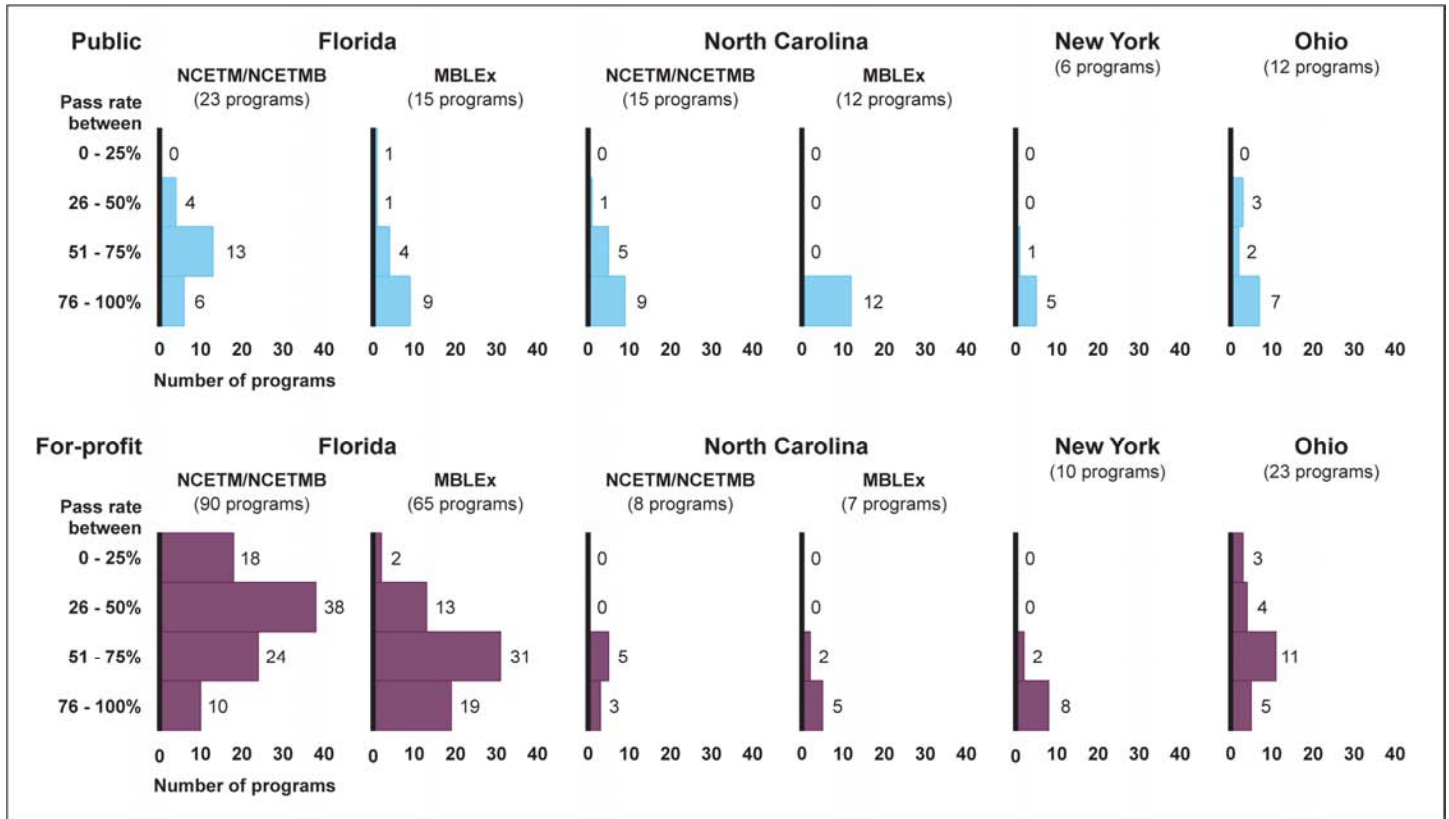 Public Florida North Carolina New York Ohio
(6 programs) (12 programs)
NCETM/NCETMB MBLEx NCETM/NCETMB MBLEx
(23 programs) (15 programs) (15 programs) (12 programs)
Pass rate
between
0 - 25% 0 1 0 0 0 0
26 - 50% 4 1 1 0 0 3
51 - 75% 13 4 5 0 1 2
76 - 100% 6 9 9 12 5 7
0 10 20 30 40 0 10 20 30 40 0 10 20 30 40 0 10 20 30 40 0 10 20 30 40 0 10 20 30 40
Number of programs
For-profit Florida North Carolina New York Ohio
(10 programs) (23 programs)
NCETM/NCETMB MBLEx NCETM/NCETMB MBLEx
(90 programs) (65 programs) (8 programs) (7 programs)
Pass rate
between
0 - 25% 18 2 0 0 0 3
26 - 50% 38 13 0 0 0 4
51 - 75% 24 31 5 2 2 11
76 - 100% 10 19 3 5 8 5
0 10 20 30 40 0 10 20 30 40 0 10 20 30 40 0 10 20 30 40 0 10 20 30 40 0 10 20 30 40
Number of programs